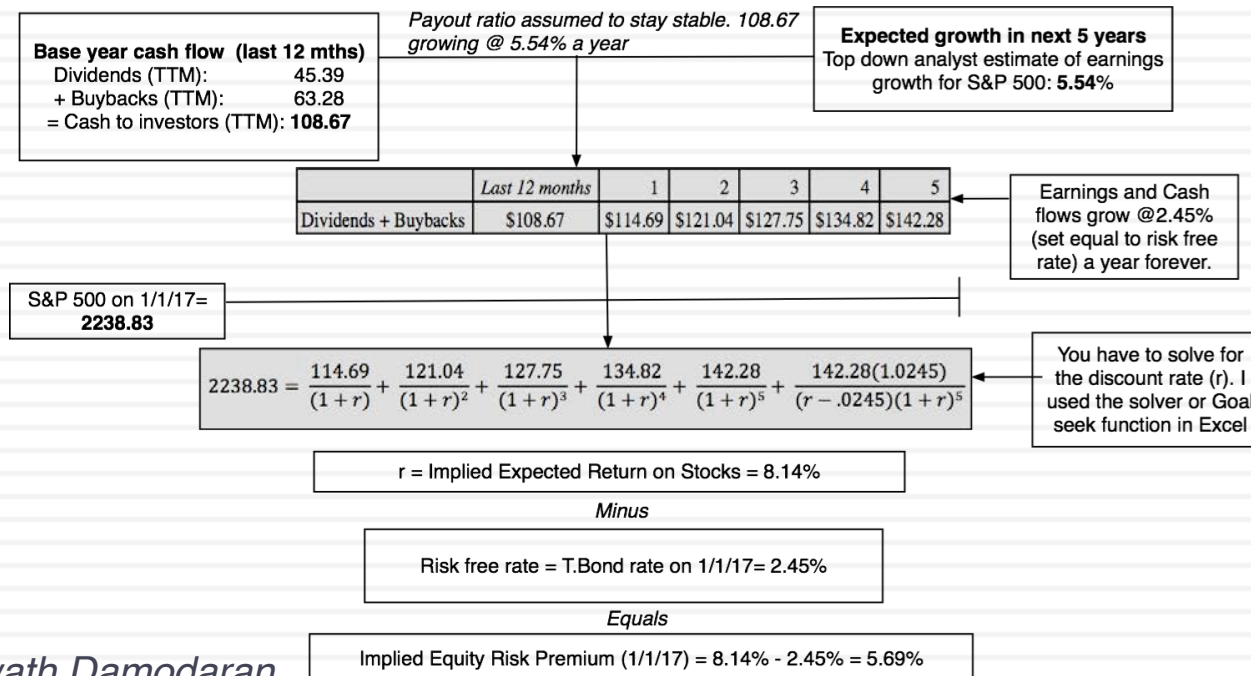 Payout ratio assumed to stay stable. 108.67
growing @ 5.54% a year
Base year cash flow (last 12 mths)
Dividends (TTM): 45.39
+ Buybacks (TTM): 63.28
= Cash to investors (TTM): 108.67
Expected growth in next 5 years
Top down analyst estimate of earnings
growth for S&P 500: 5.54%
Last 12 months 1 2 3 4 5
Dividends + Buybacks $108.67 $114.69 $121.04 $127.75 $134.82 $142.28
Earnings and Cash
flows grow @2.45%
(set equal to risk free
rate) a year forever.
S&P 500 on 1/1/17=
2238.83
2238.83 = 114.69/(1 + r) + 121.04/(1 + r)² + 127.75/(1 + r)³ + 134.82/(1 + r)⁴ + 142.28/(1 + r)⁵ + 142.28(1.0245)/(r − .0245)(1 + r)⁵
You have to solve for
the discount rate (r). I
used the solver or Goal
seek function in Excel
r = Implied Expected Return on Stocks = 8.14%
Minus
Risk free rate = T.Bond rate on 1/1/17= 2.45%
Equals
Implied Equity Risk Premium (1/1/17) = 8.14% - 2.45% = 5.69%
Damodaran